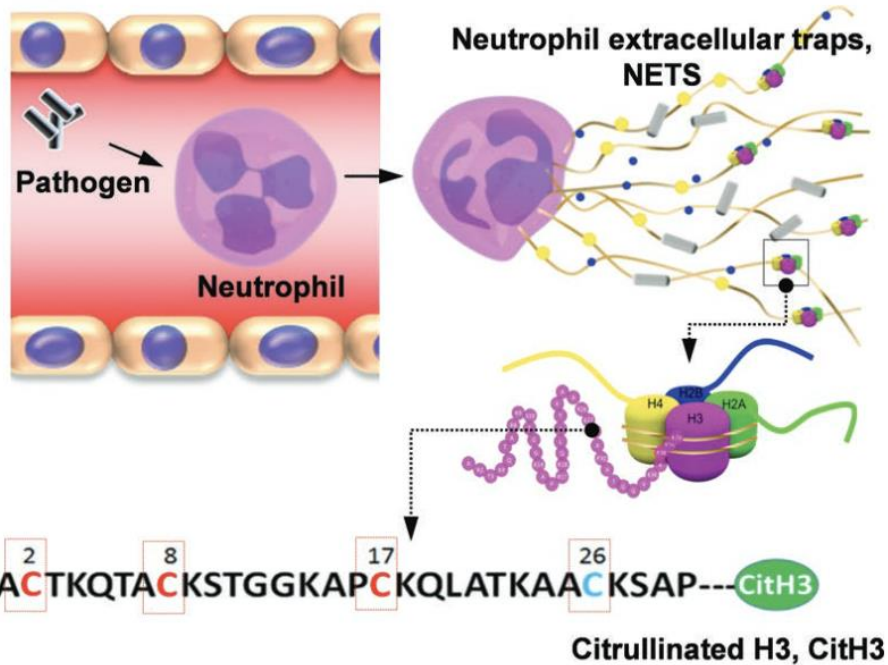 Neutrophil extracellular traps,
NETS
Pathogen
Neutrophil
H2B
H4
H2A
H3
2 8 17 26
ACTKQTACKSTGGKAPCKQLATKAACKSAP---CitH3
Citrullinated H3, CitH3